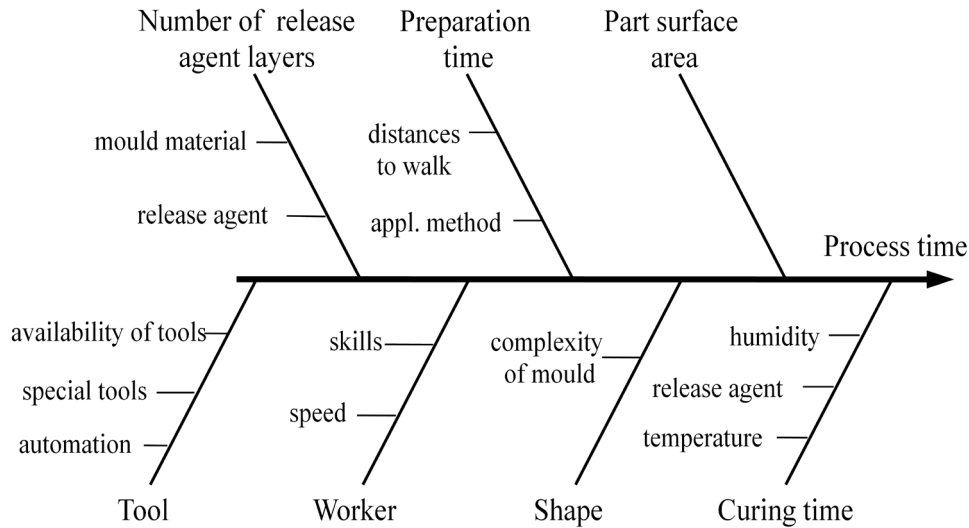 Number of release
agent layers
Preparation
time
Part surface
area
mould material
distances
to walk
release agent
appl. method
Process time
availability of tools
skills
complexity
of mould
humidity
special tools
release agent
speed
automation
temperature
Tool
Worker
Shape
Curing time